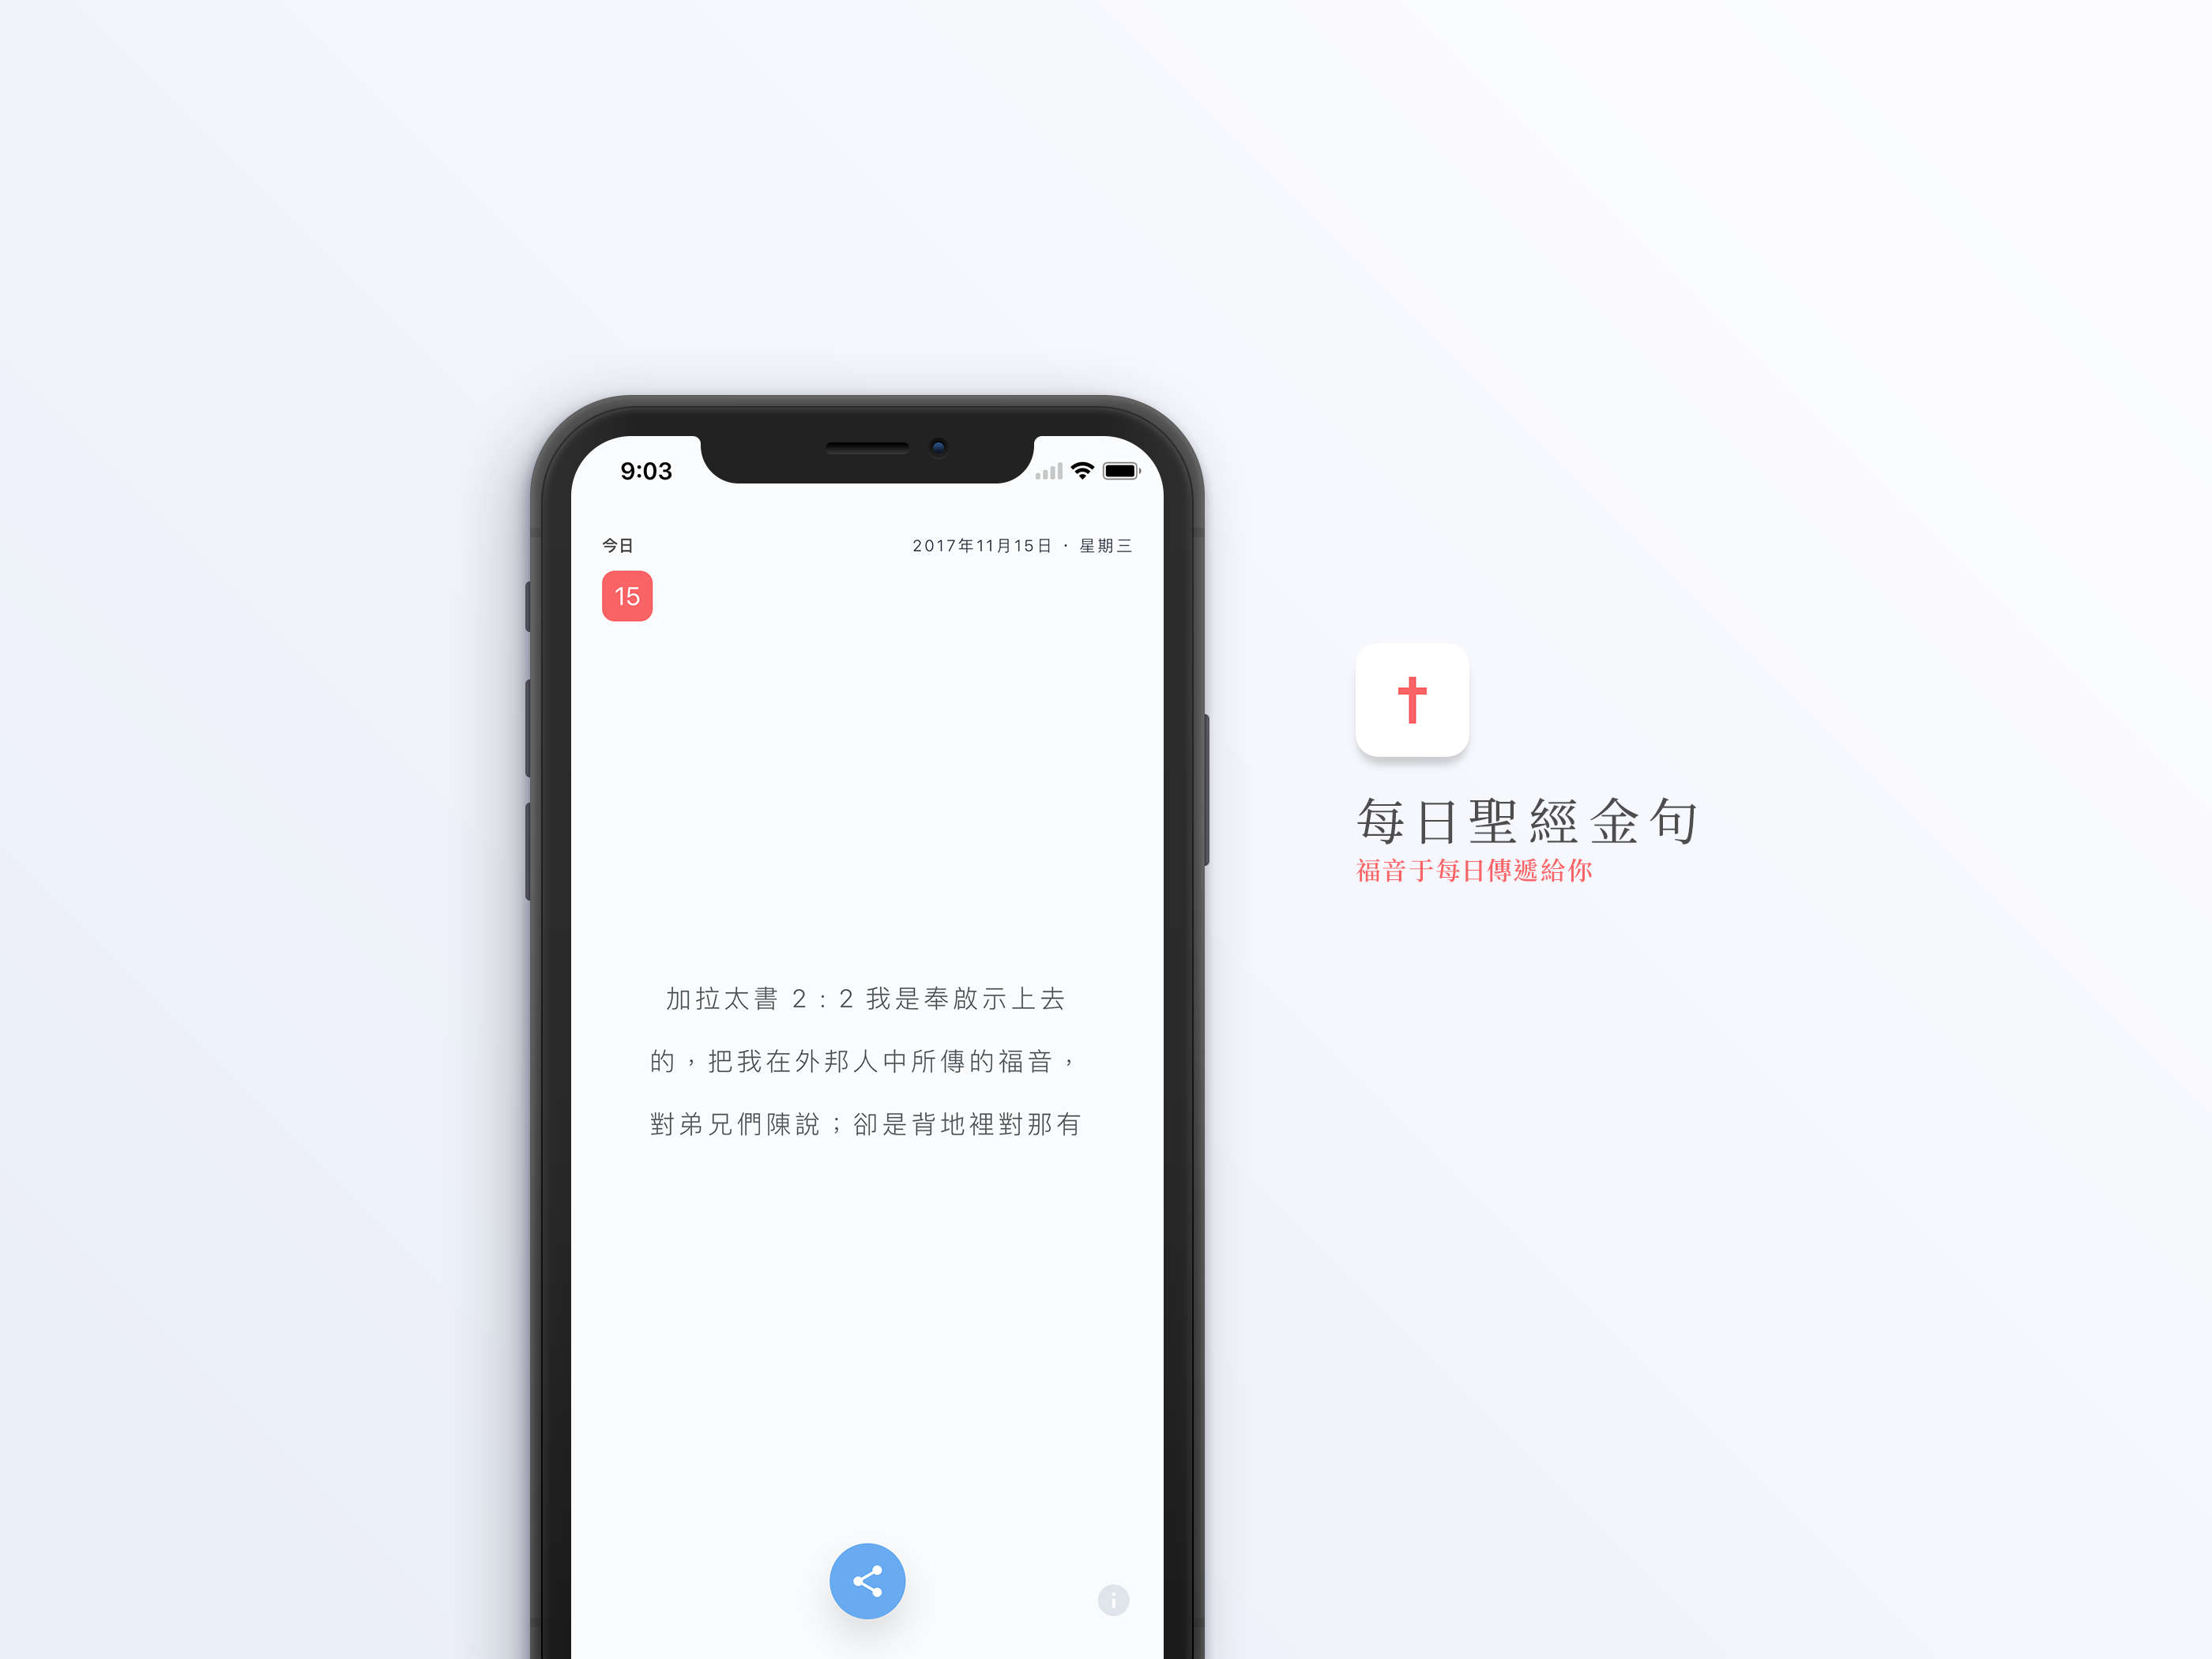 9:03
今日
2017年11月15日 · 星期三
15
加拉太書 2：2 我是奉啟示上去
的，把我在外邦人中所傳的福音，
對弟兄們陳說；卻是背地裡對那有
每日聖經金句
福音于每日傳遞給你